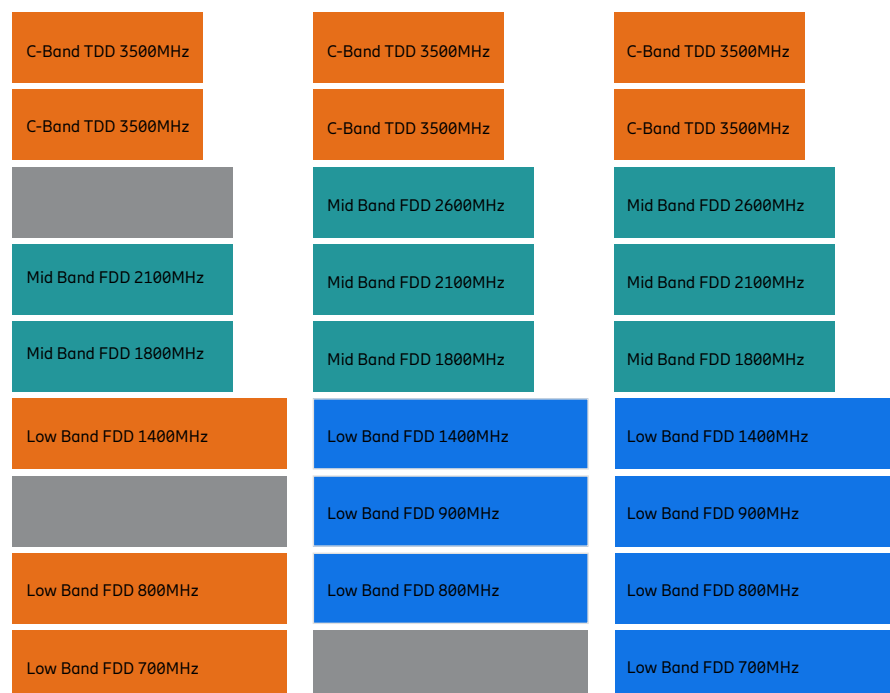 C-Band TDD 3500MHz
C-Band TDD 3500MHz
C-Band TDD 3500MHz
C-Band TDD 3500MHz
C-Band TDD 3500MHz
C-Band TDD 3500MHz
Mid Band FDD 2600MHz
Mid Band FDD 2600MHz
Mid Band FDD 2100MHz
Mid Band FDD 2100MHz
Mid Band FDD 2100MHz
Mid Band FDD 1800MHz
Mid Band FDD 1800MHz
Mid Band FDD 1800MHz
Low Band FDD 1400MHz
Low Band FDD 1400MHz
Low Band FDD 1400MHz
Low Band FDD 900MHz
Low Band FDD 900MHz
Low Band FDD 800MHz
Low Band FDD 800MHz
Low Band FDD 800MHz
Low Band FDD 700MHz
Low Band FDD 700MHz